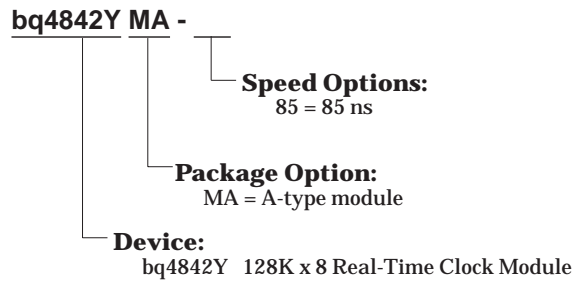 bq4842Y MA -
Speed Options:
85 = 85 ns
Package Option:
MA = A-type module
Device:
bq4842Y 128K x 8 Real-Time Clock Module